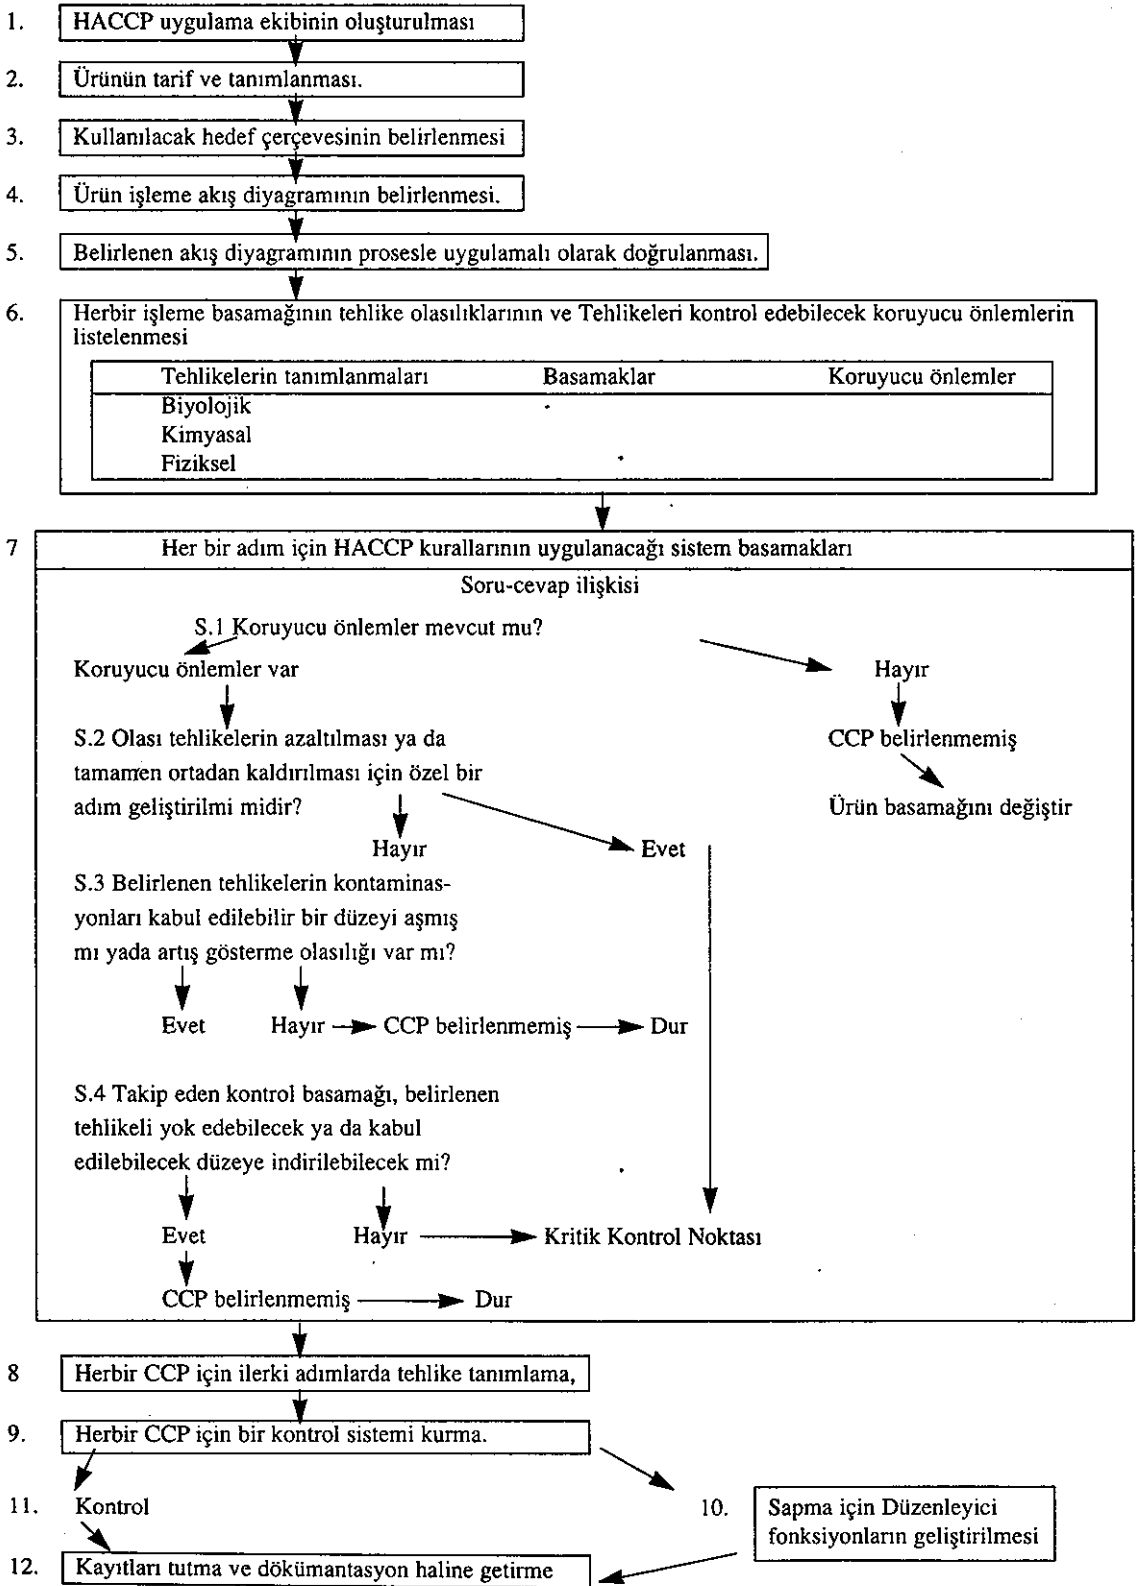 1. HACCP uygulama ekibinin oluşturulması
2. Ürünün tarif ve tanımlanması.
3. Kullanılacak hedef çerçevesinin belirlenmesi
4. Ürün işleme akış diyagramının belirlenmesi.
5. Belirlenen akış diyagramının prosesle uygulamalı olarak doğrulanması.
6. Herbir işleme basamağının tehlike olasılıklarının ve Tehlikeleri kontrol edebilecek koruyucu önlemlerin
listelenmesi
Tehlikelerin tanımlanmaları Basamaklar Koruyucu önlemler
Biyolojik
Kimyasal
Fiziksel
7 Her bir adım için HACCP kurallarının uygulanacağı sistem basamakları
Soru-cevap ilişkisi
S.1 Koruyucu önlemler mevcut mu?
Koruyucu önlemler var Hayır
S.2 Olası tehlikelerin azaltılması ya da CCP belirlenmemiş
tamamen ortadan kaldırılması için özel bir
adım geliştirilmi midir? Ürün basamağını değiştir
Hayır Evet
S.3 Belirlenen tehlikelerin kontaminas-
yonları kabul edilebilir bir düzeyi aşmış
mı yada artış gösterme olasılığı var mı?
Evet Hayır CCP belirlenmemiş Dur
S.4 Takip eden kontrol basamağı, belirlenen
tehlikeli yok edebilecek ya da kabul
edilebilecek düzeye indirilebilecek mi?
Evet Hayır Kritik Kontrol Noktası
CCP belirlenmemiş Dur
8 Herbir CCP için ilerki adımlarda tehlike tanımlama,
9. Herbir CCP için bir kontrol sistemi kurma.
11. Kontrol 10. Sapma için Düzenleyici
fonksiyonların geliştirilmesi
12. Kayıtları tutma ve dökümantasyon haline getirme